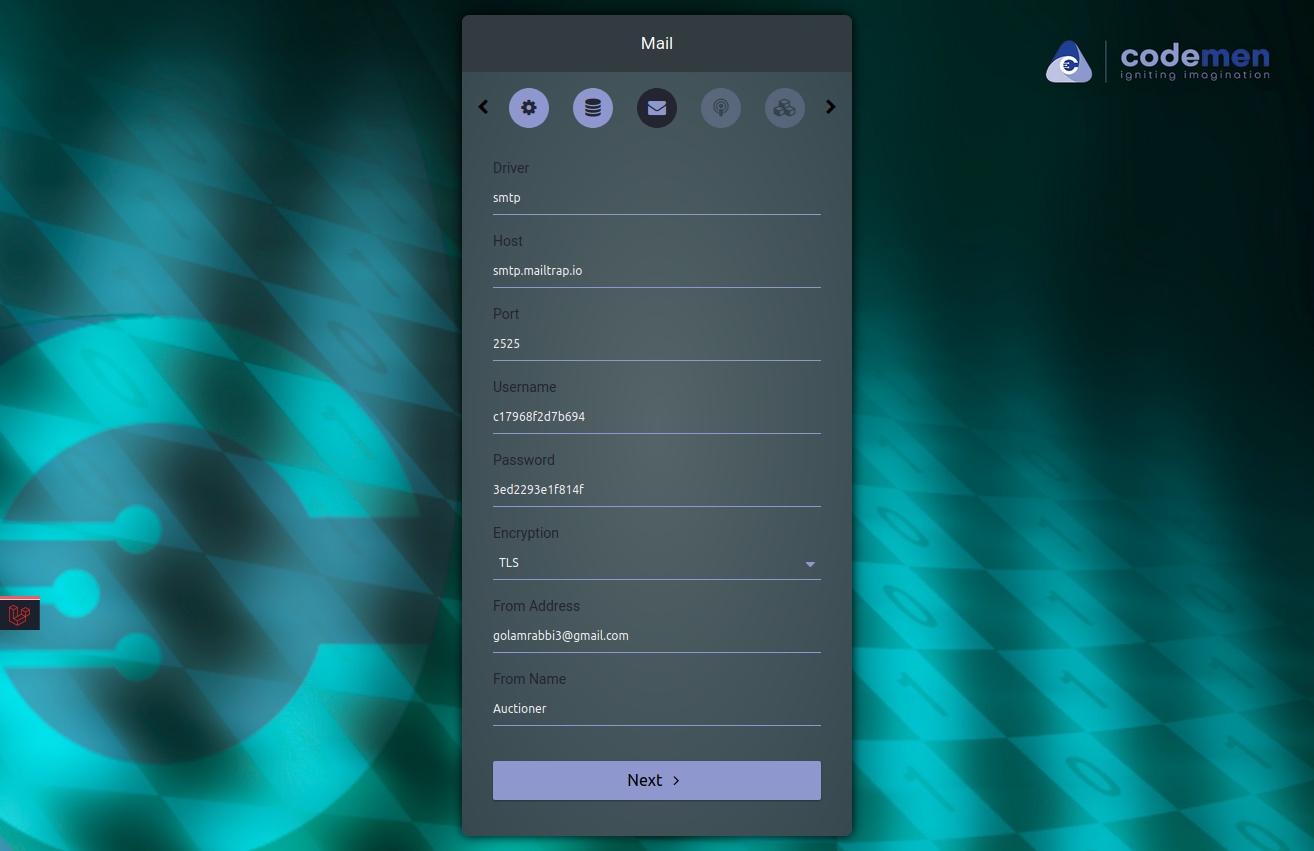 Mail
codemen
igniting imagination
Driver
smtp
Host
smtp.mailtrap.io
Port
2525
Username
c17968f2d7b694
Password
3ed2293e1f814f
Encryption
TLS
From Address
golamrabbi3@gmail.com
From Name
Auctioner
Next